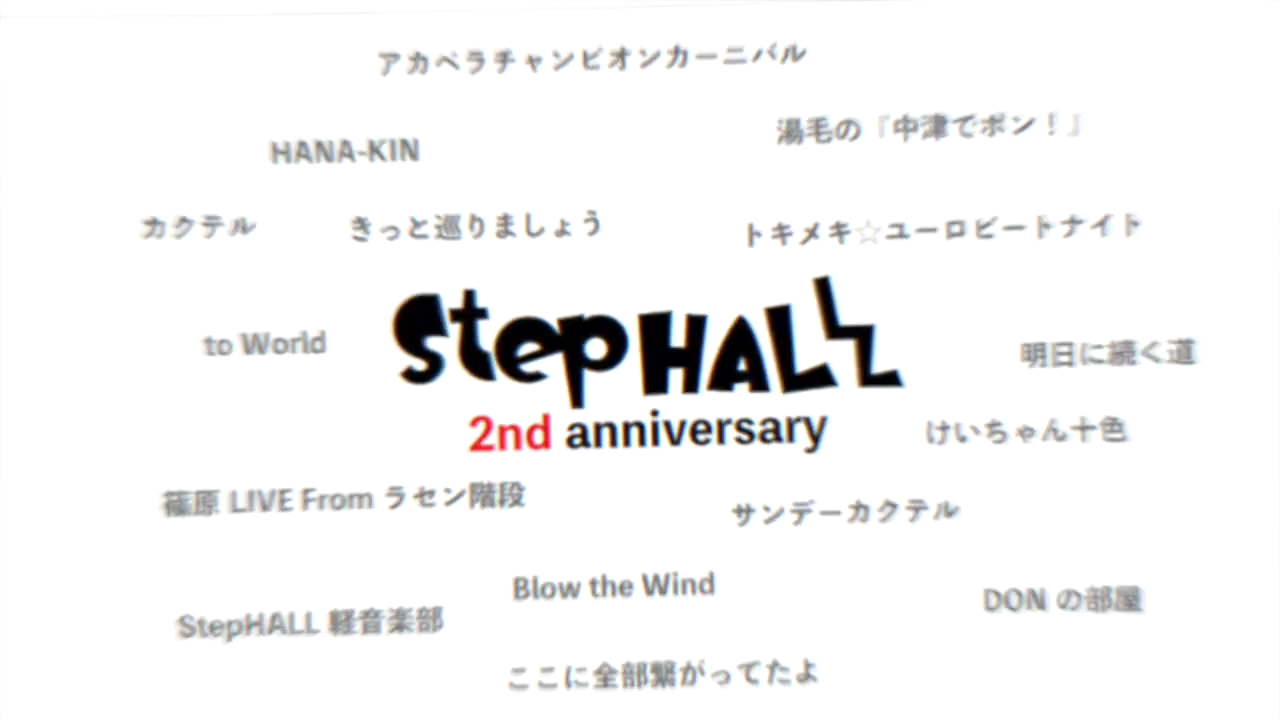 アカペラチャンピオンカーニバル
湯毛の『中津でポン！』
HANA-KIN
カクテル
きっと巡りましょう
トキメキ☆ユーロビートナイト
StepHALL
to World
明日に続く道
2nd anniversary
けいちゃん十色
篠原 LIVE From ラセン階段
サンデーカクテル
Blow the Wind
DON の部屋
StepHALL 軽音楽部
ここに全部繋がってたよ